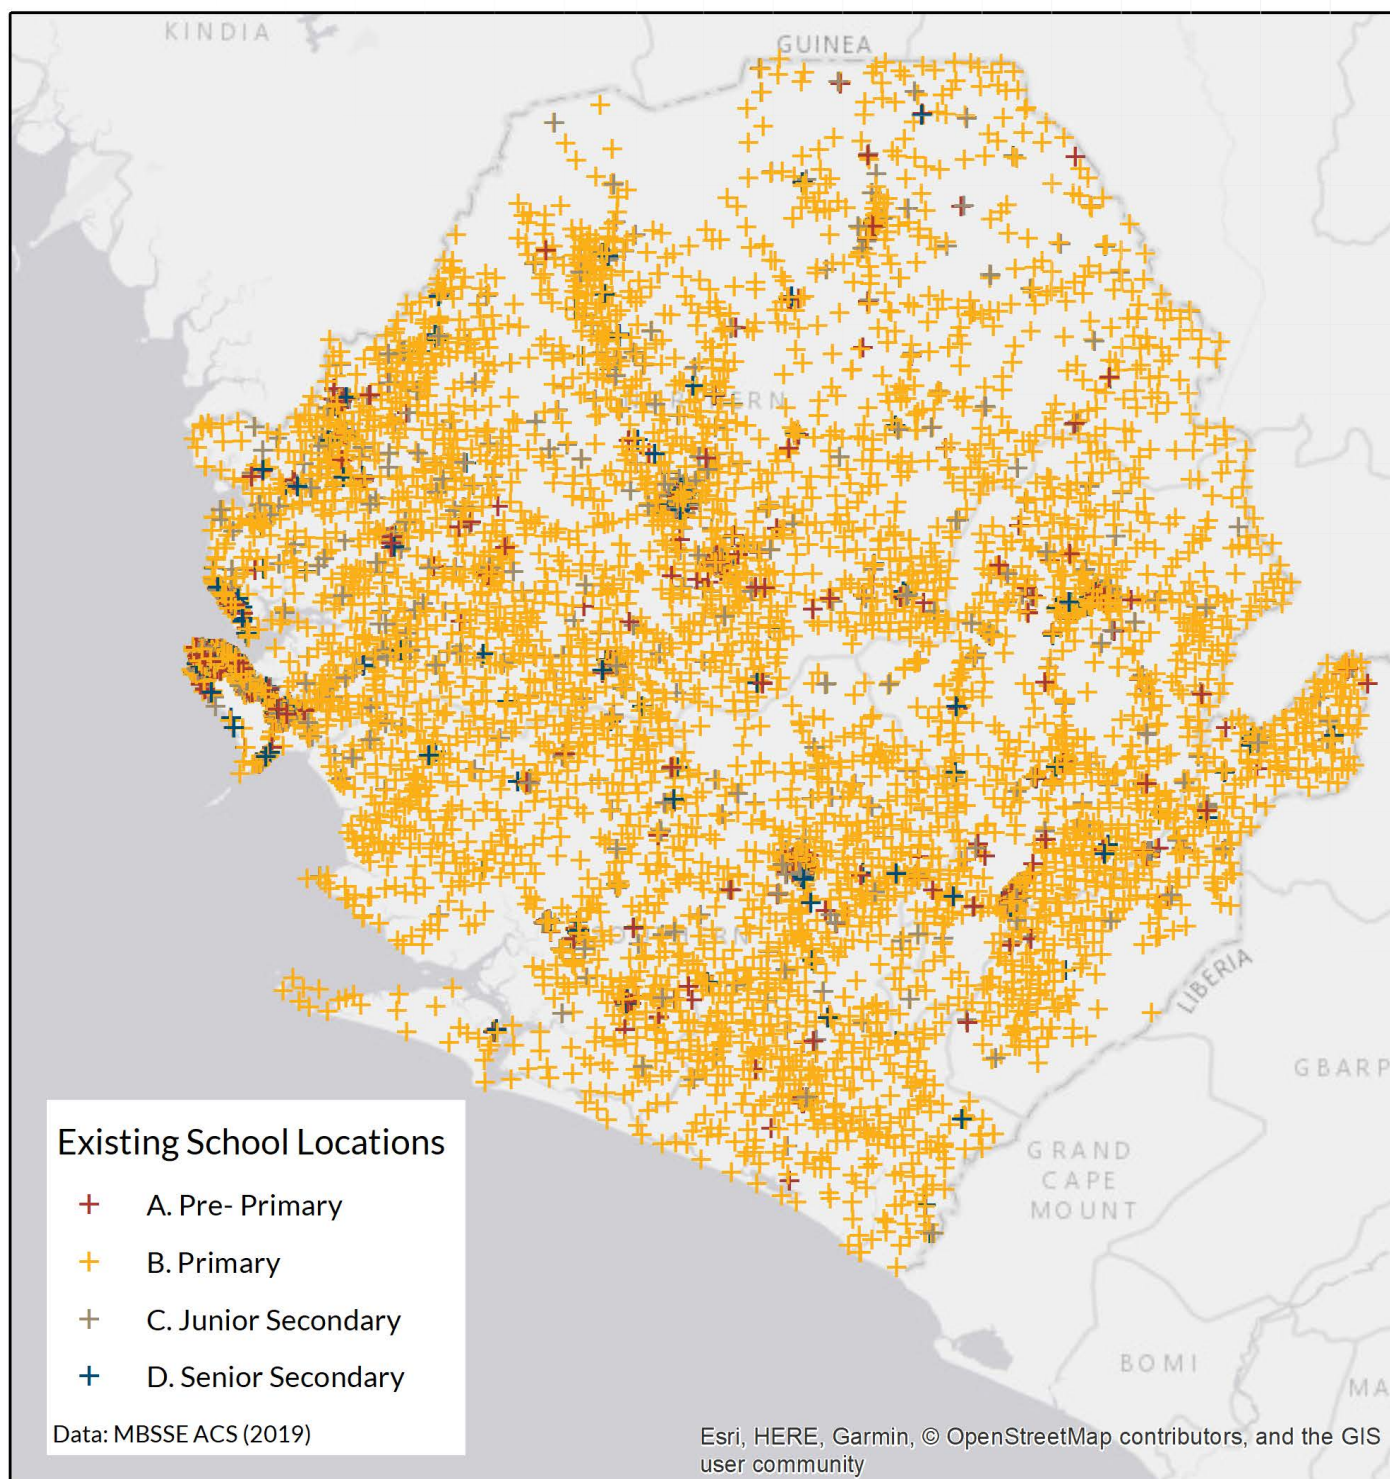 KINDIA
GUINEA
LIBERIA
GBARP
GRAND
CAPE
MOUNT
BOMI
MA
Existing School Locations
A. Pre- Primary
B. Primary
C. Junior Secondary
D. Senior Secondary
Data: MBSSE ACS (2019)
Esri, HERE, Garmin, © OpenStreetMap contributors, and the GIS
user community